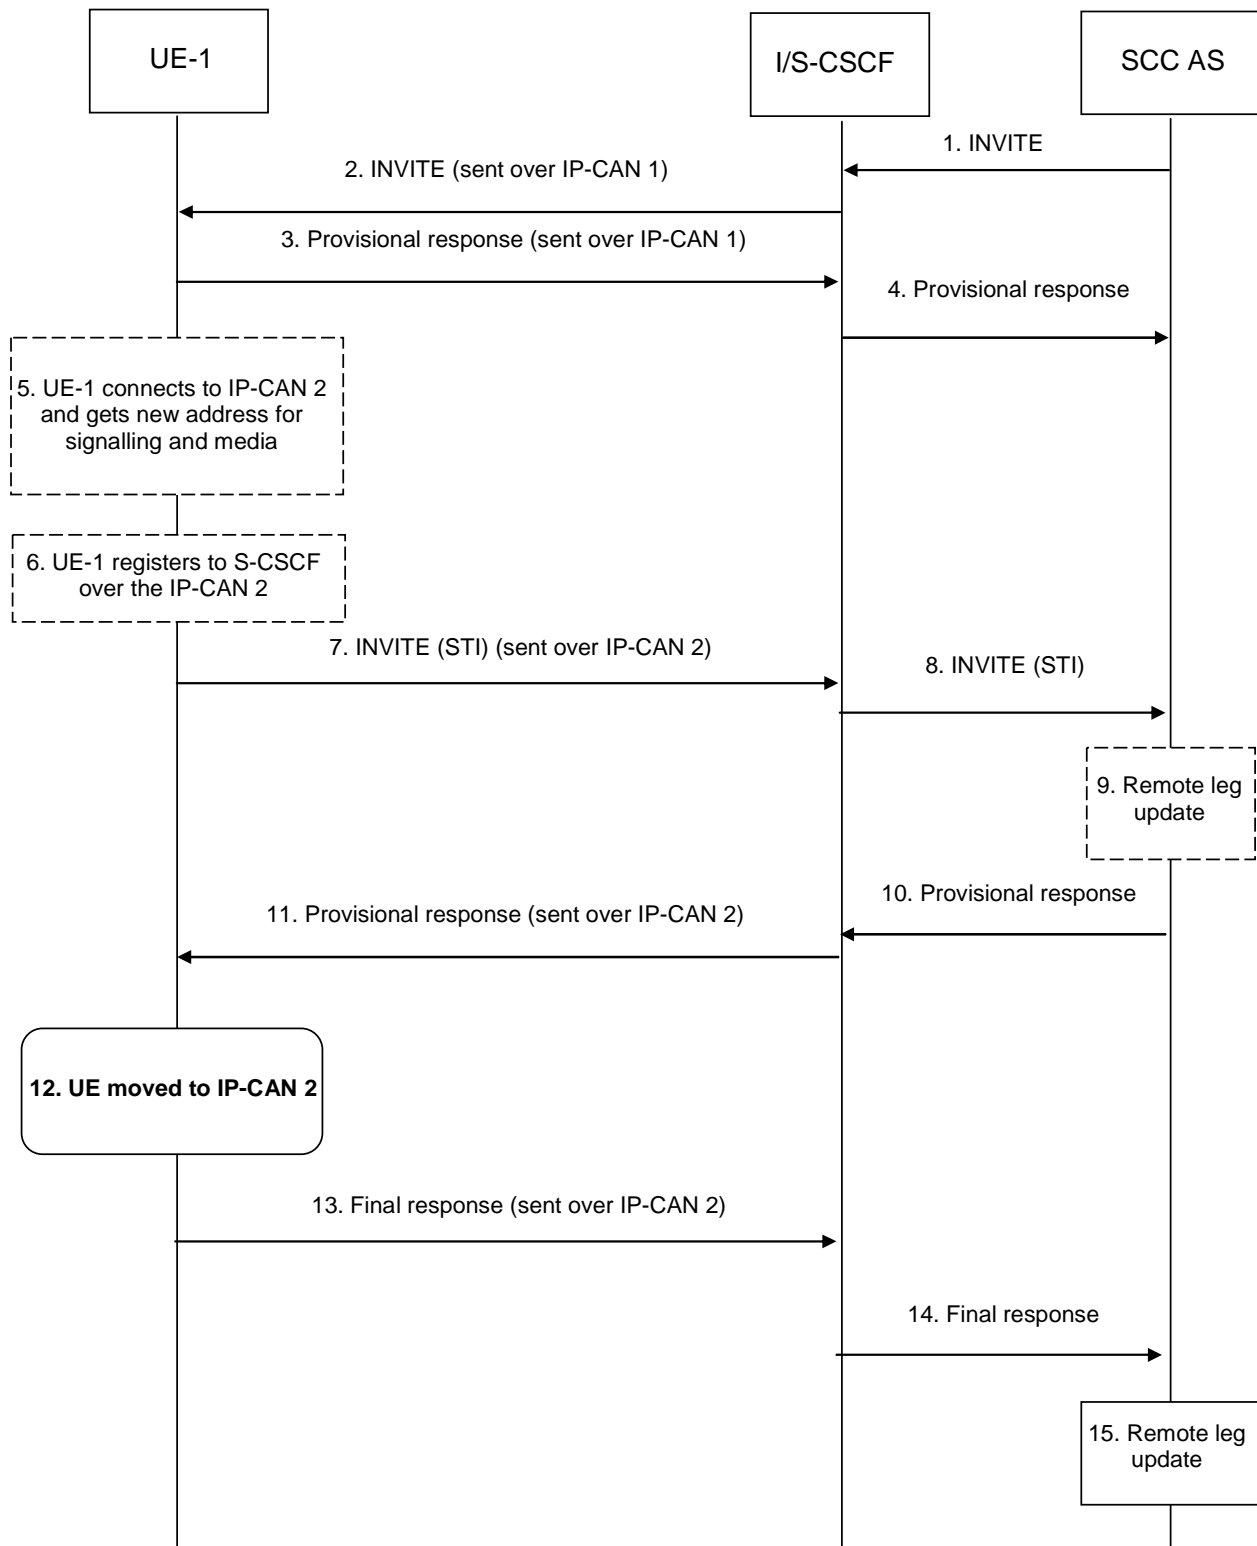 UE-1
I/S-CSCF
SCC AS
1. INVITE
2. INVITE (sent over IP-CAN 1)
3. Provisional response (sent over IP-CAN 1)
4. Provisional response
5. UE-1 connects to IP-CAN 2
and gets new address for
signalling and media
6. UE-1 registers to S-CSCF
over the IP-CAN 2
7. INVITE (STI) (sent over IP-CAN 2)
8. INVITE (STI)
9. Remote leg
update
10. Provisional response
11. Provisional response (sent over IP-CAN 2)
12. UE moved to IP-CAN 2
13. Final response (sent over IP-CAN 2)
14. Final response
15. Remote leg
update